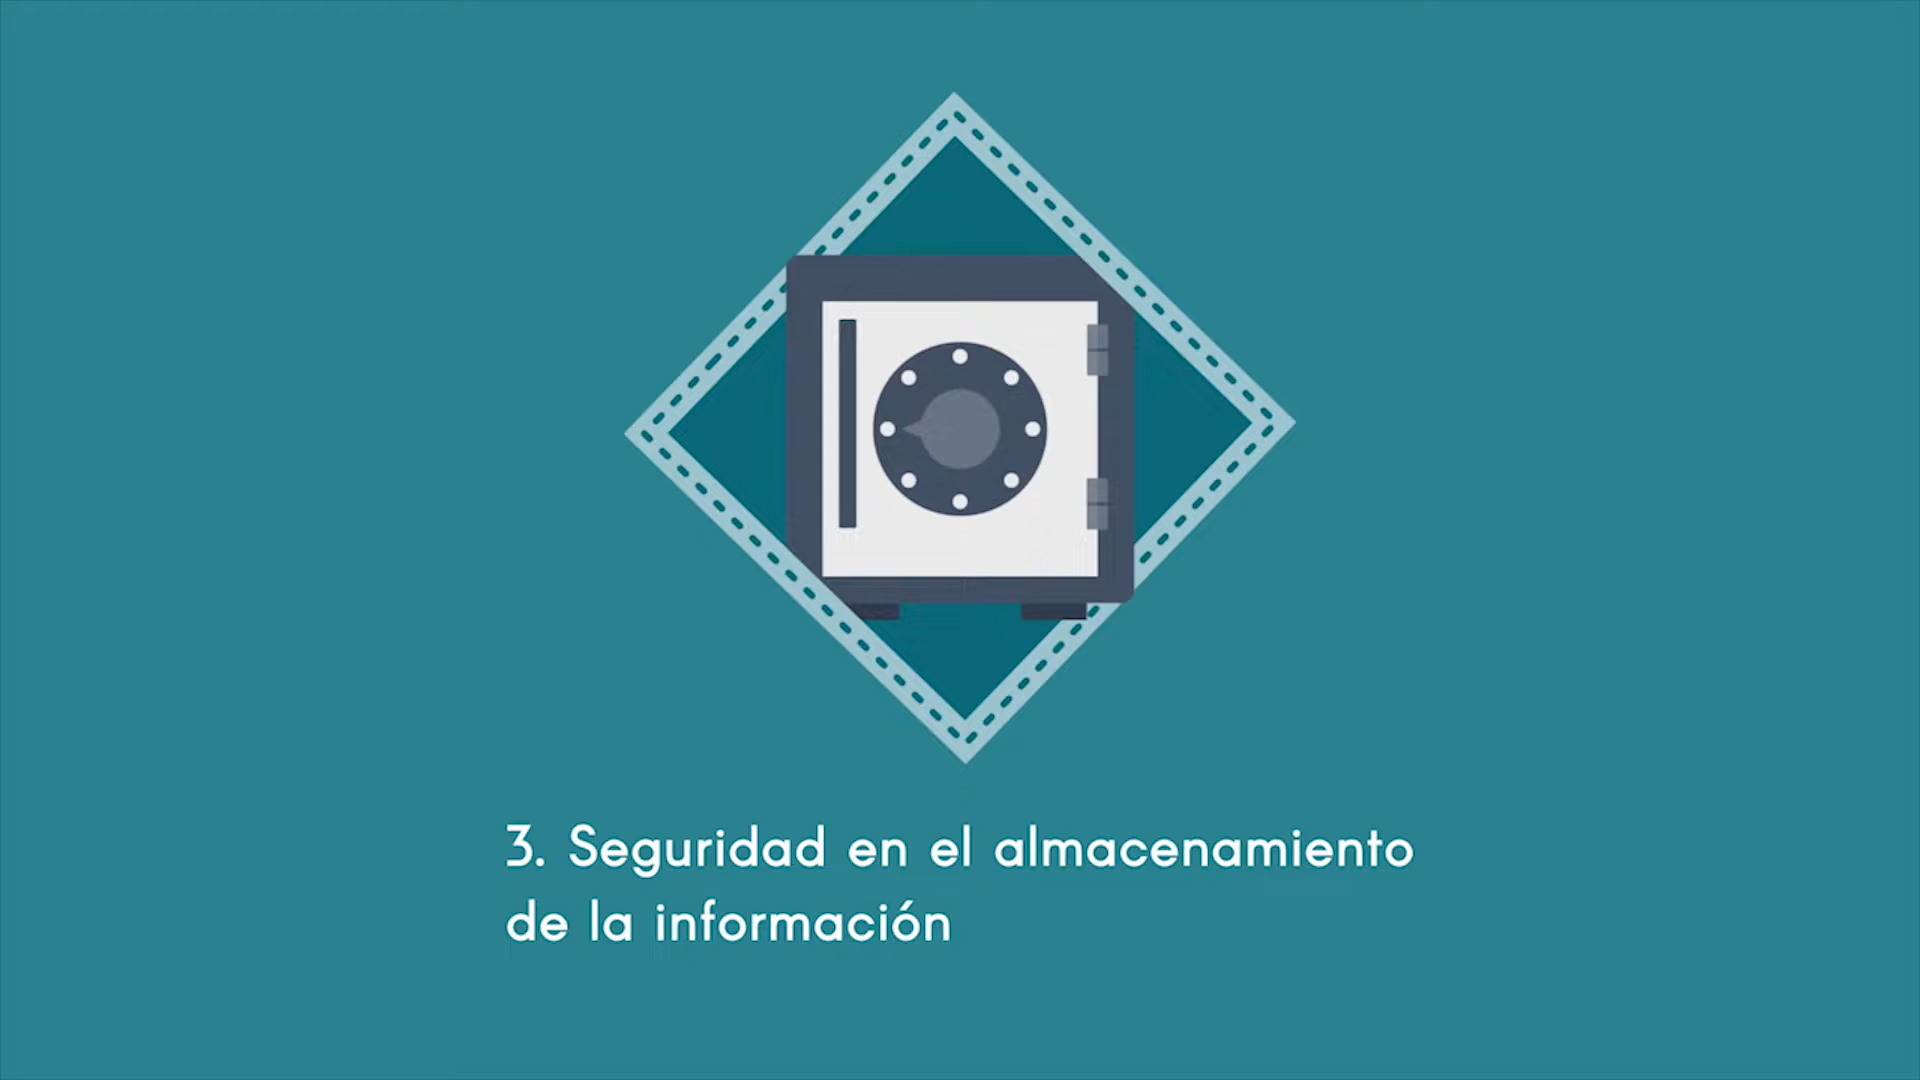 3. Seguridad en el almacenamiento
de la información